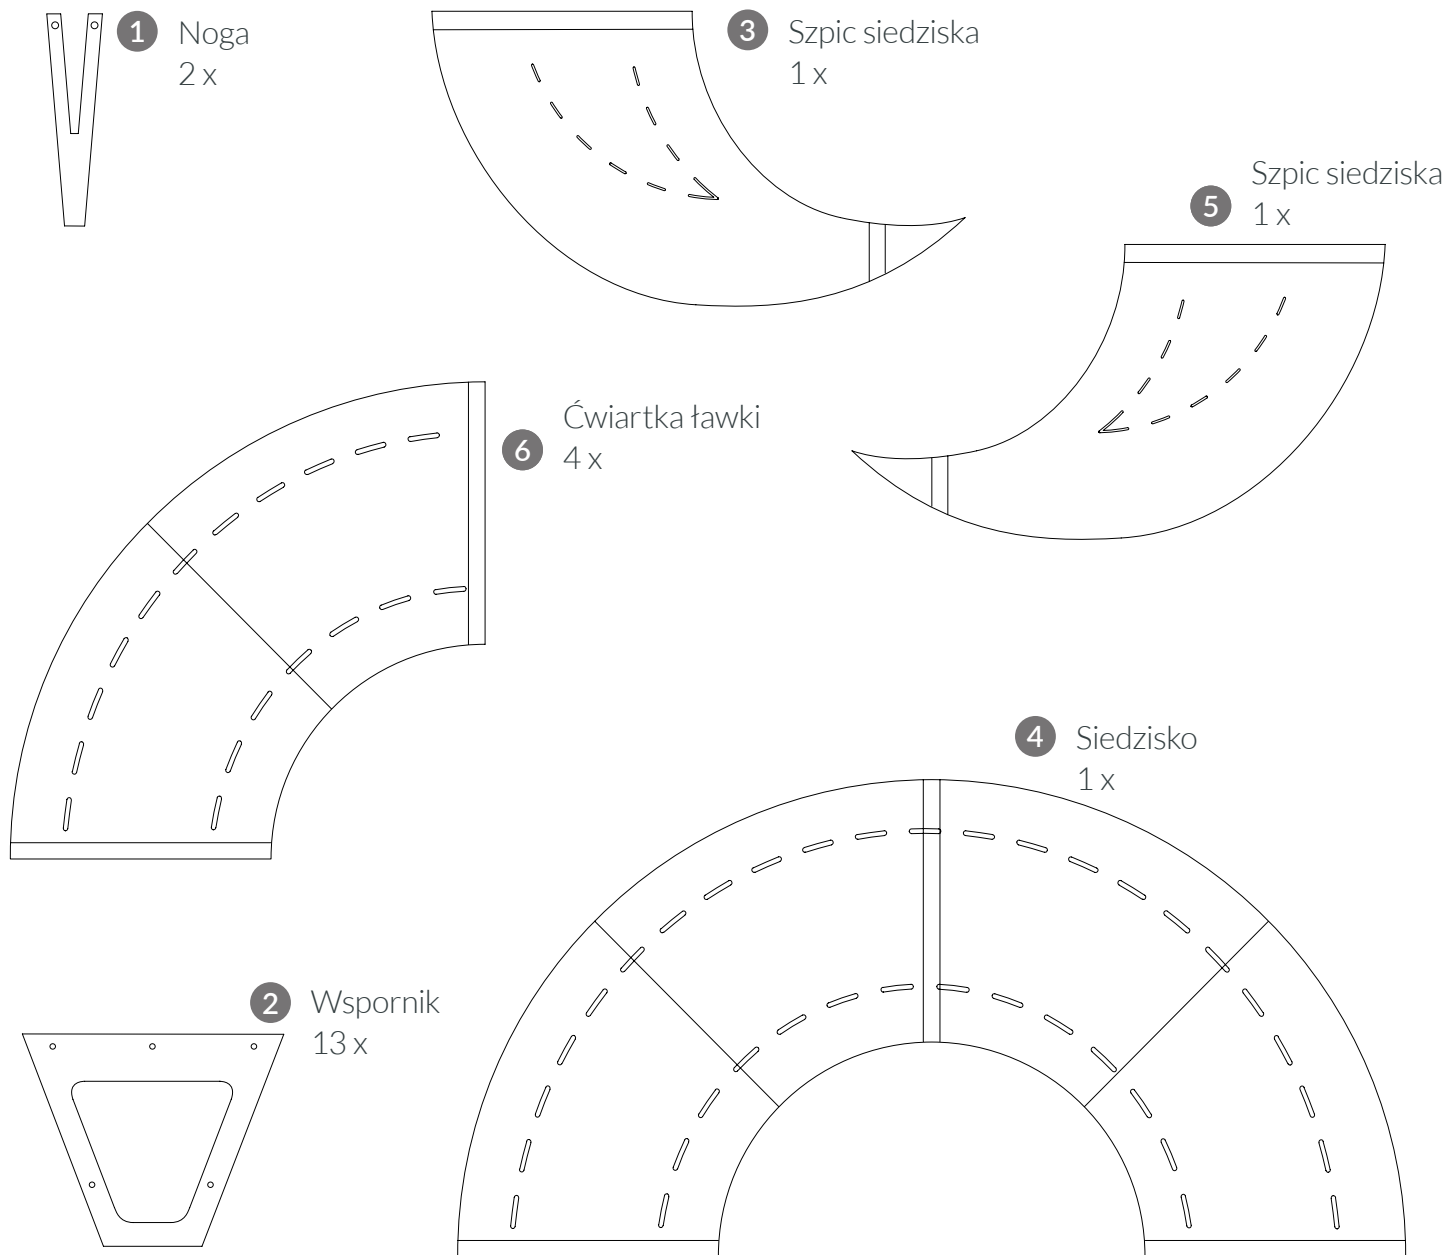 1 Noga
2 x
3 Szpic siedziska
1 x
5 Szpic siedziska
1 x
6 Ćwiartka ławki
4 x
4 Siedzisko
1 x
2 Wspornik
13 x